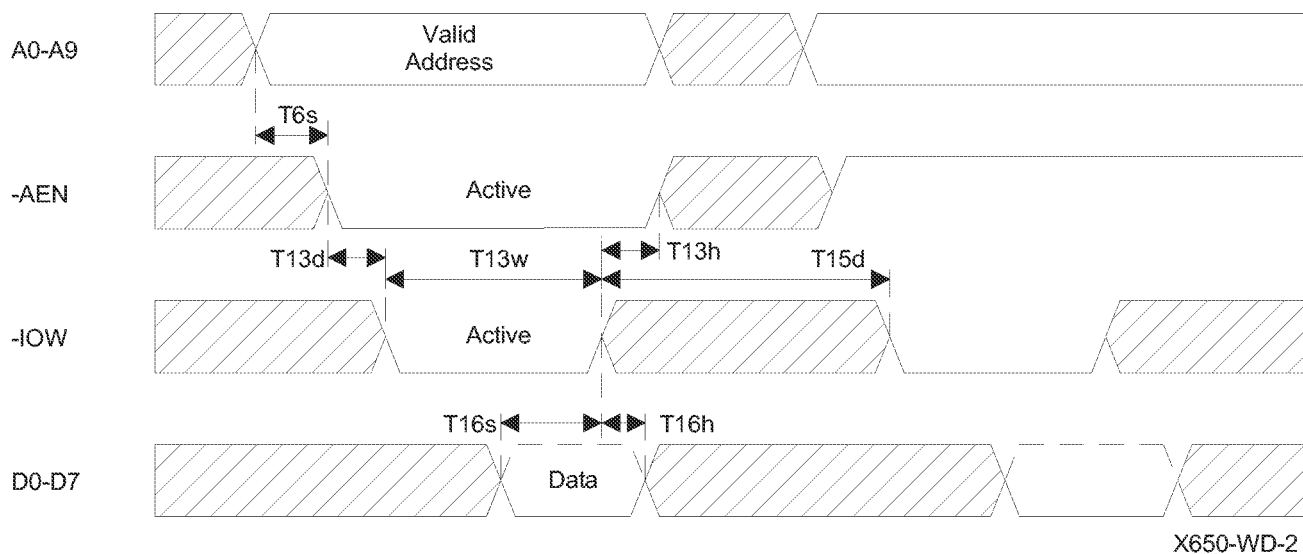 A0-A9
Valid
Address
T6s
-AEN
Active
T13d
T13w
T13h
T15d
-IOW
Active
T16s
T16h
D0-D7
Data
X650-WD-2